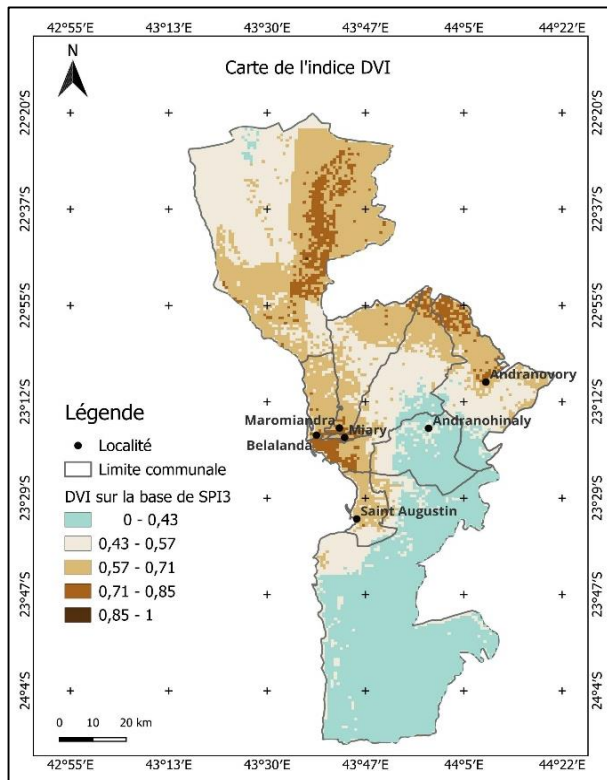 42°55'E 43°13'E 43°30'E 43°47'E 44°5'E 44°22'E
N
Carte de l'indice DVI
22°20'S
22°20'S
22°37'S
22°37'S
22°55'S
22°55'S
Andranovory
23°12'S
23°12'S
Légende
Maromiandra
Miary
Andranohinaly
Belalanda
Localité
Limite communale
DVI sur la base de SPI3
23°29'S
23°29'S
Saint Augustin
0 - 0,43
0,43 - 0,57
0,57 - 0,71
0,71 - 0,85
0,85 - 1
23°47'S
23°47'S
24°4'S
24°4'S
0 10 20 km
42°55'E 43°13'E 43°30'E 43°47'E 44°5'E 44°22'E